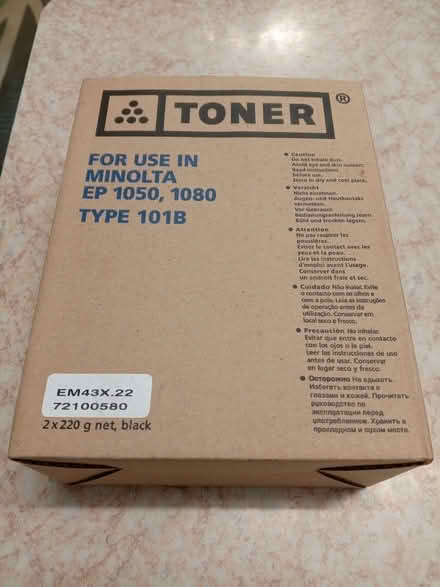 TONER®
FOR USE IN
MINOLTA
EP 1050, 1080
TYPE 101B
● Caution
Do not inhale dust.
Avoid eye and skin contact.
Read instructions
before use.
Store in dry and cool place.
● Vorsicht
Nicht einatmen.
Augen- und Hautkontakt
vermeiden.
Vor Gebrauch
Bedienungsanleitung lesen.
Kühl und trocken lagern.
● Attention
Ne pas respirer les
poussières.
Eviter le contact avec les
yeux et la peau.
Lire les instructions
d'emploi avant l'usage.
Conserver dans
un endroit frais et sec.
● Cuidado Não inhalar. Evite
o contacto com os olhos e
com a pele. Leia as instruções
de operação antes da
utilização. Conservar em
local seco e fresco.
● Precaución No inhalar.
Evitar que entre en contacto
con los ojos o la piel.
Leer las instrucciones de uso
antes de usar. Conservar
en lugar seco y fresco.
● Осторожно Не вдыхать.
Избегать контакта с
глазами и кожей. Прочитать
руководство по
эксплуатации перед
употреблением. Хранить в
прохладном и сухом месте.
EM43X.22
72100580
2 x 220 g net, black